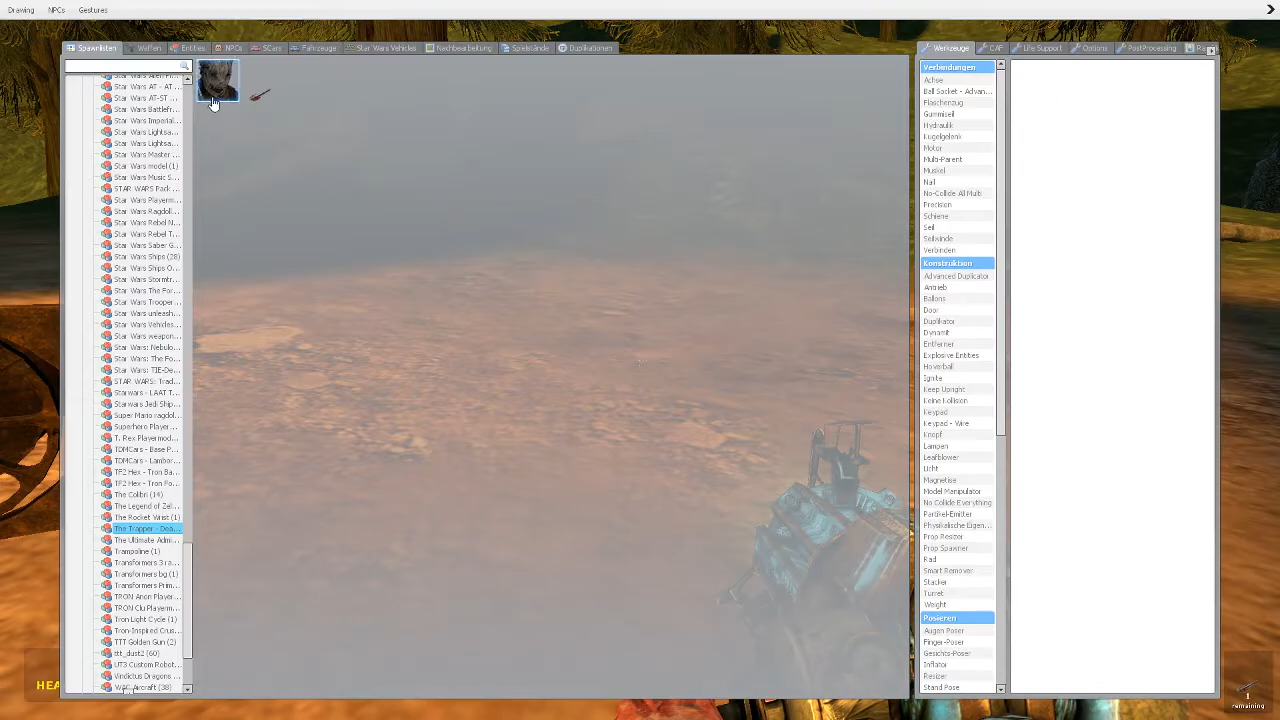 Drawing NPCs Gestures
Spawnlisten Waffen Entities NPCs SCars Fahrzeuge Star Wars Vehicles Nachbearbeitung Spielstände Duplikationen
Werkzeuge CAF Life Support Options PostProcessing
Star Wars AT - AT ...
Star Wars AT-ST ...
Star Wars Battlefr...
Star Wars Imperial...
Star Wars Lightsa...
Star Wars Lightsa...
Star Wars Master ...
Star Wars model (1)
Star Wars Music S...
STAR WARS Pack ...
Star Wars Playerm...
Star Wars Ragdoll...
Star Wars Rebel N...
Star Wars Rebel T...
Star Wars Saber G...
Star Wars Ships (28)
Star Wars Ships O...
Star Wars Stormtr...
Star Wars The For...
Star Wars Trooper...
Star Wars unleash...
Star Wars Vehicles...
Star Wars weapon...
Star Wars: Nebulo...
Star Wars: The Fo...
Star Wars: TIE-De...
STAR WARS: Trad...
Starwars - LAAT T...
Starwars Jedi Ship...
Super Mario ragdol...
Superhero Player...
T. Rex Playermod...
TDMCars - Base P...
TDMCars - Lambor...
TF2 Hex - Tron Ba...
TF2 Hex - Tron Fo...
The Colibri (14)
The Legend of Zel...
The Rocket Wrist (1)
The Trapper - Dea...
The Ultimate Admi...
Trampoline (1)
Transformers 3 ra...
Transformers bg (1)
Transformers Prim...
TRON Anon Player...
TRON Clu Playerm...
Tron Light Cycle (1)
Tron-Inspired Crus...
TTT Golden Gun (2)
ttt_dust2 (60)
UT3 Custom Robot...
Vindictus Dragons ...
WAC Aircraft (38)
Verbindungen
Achse
Ball Socket - Advan...
Flaschenzug
Gummiseil
Hydraulik
Kugelgelenk
Motor
Multi-Parent
Muskel
Nail
No-Collide All Multi
Precision
Schiene
Seil
Seilwinde
Verbinden
Konstruktion
Advanced Duplicator
Antrieb
Ballons
Door
Duplikator
Dynamit
Entferner
Explosive Entities
Hoverball
Ignite
Keep Upright
Keine Kollision
Keypad
Keypad - Wire
Knopf
Lampen
Leafblower
Licht
Magnetise
Model Manipulator
No Collide Everything
Partikel-Emitter
Physikalische Eigen...
Prop Resizer
Prop Spawner
Rad
Smart Remover
Stacker
Turret
Weight
Posieren
Augen Poser
Finger-Poser
Gesichts-Poser
Inflator
Resizer
Stand Pose
HEA
1
remaining